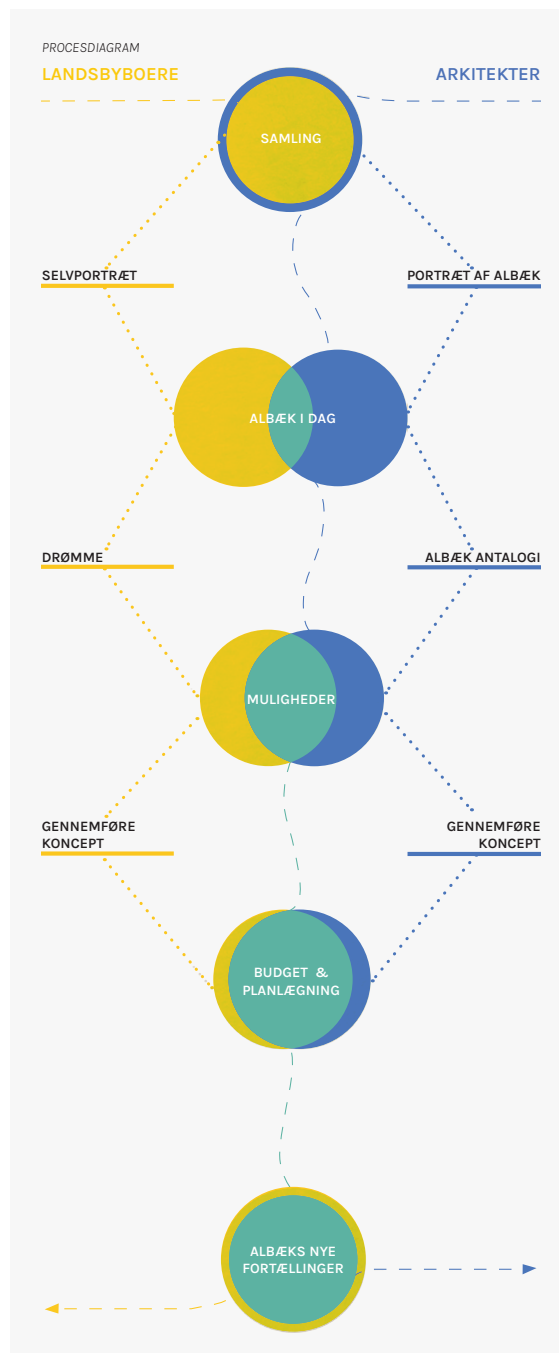 PROCESDIAGRAM
LANDSBYBOERE
ARKITEKTER
SAMLING
SELVPORTRÆT
PORTRÆT AF ALBÆK
ALBÆK I DAG
DRØMME
ALBÆK ANTALOGI
MULIGHEDER
GENNEMFØRE
KONCEPT
GENNEMFØRE
KONCEPT
BUDGET &
PLANLÆGNING
ALBÆKS NYE
FORTÆLLINGER